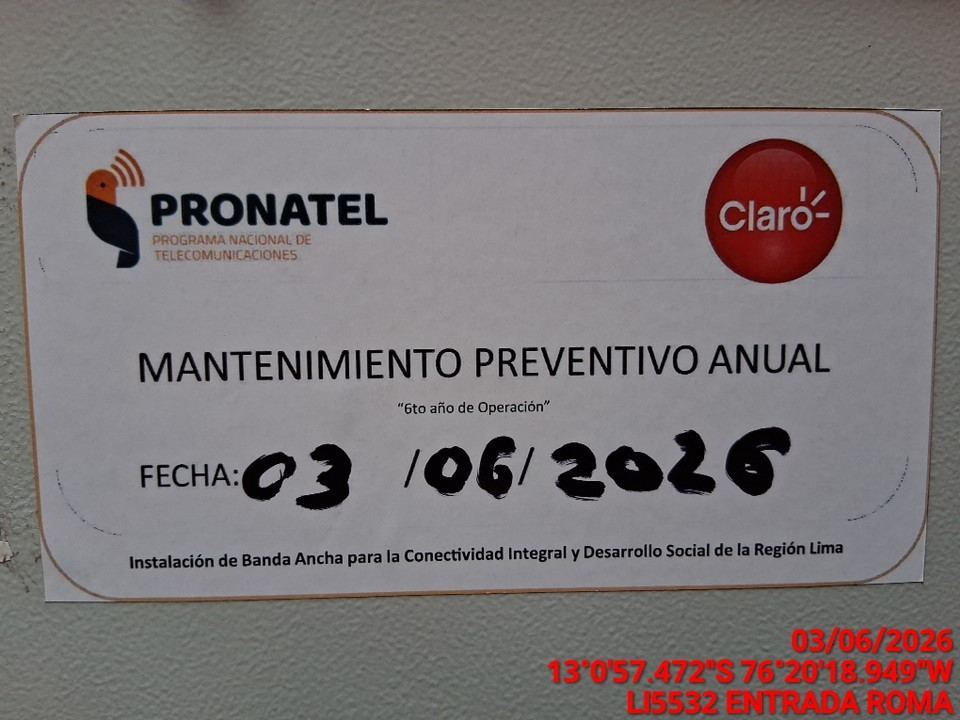 PRONATEL
PROGRAMA NACIONAL DE
TELECOMUNICACIONES
Claro
MANTENIMIENTO PREVENTIVO ANUAL
“6to año de Operación”
FECHA: 03 /06/ 2026
Instalación de Banda Ancha para la Conectividad Integral y Desarrollo Social de la Región Lima
03/06/2026
13°0'57.472"S 76°20'18.949"W
LI5532 ENTRADA ROMA